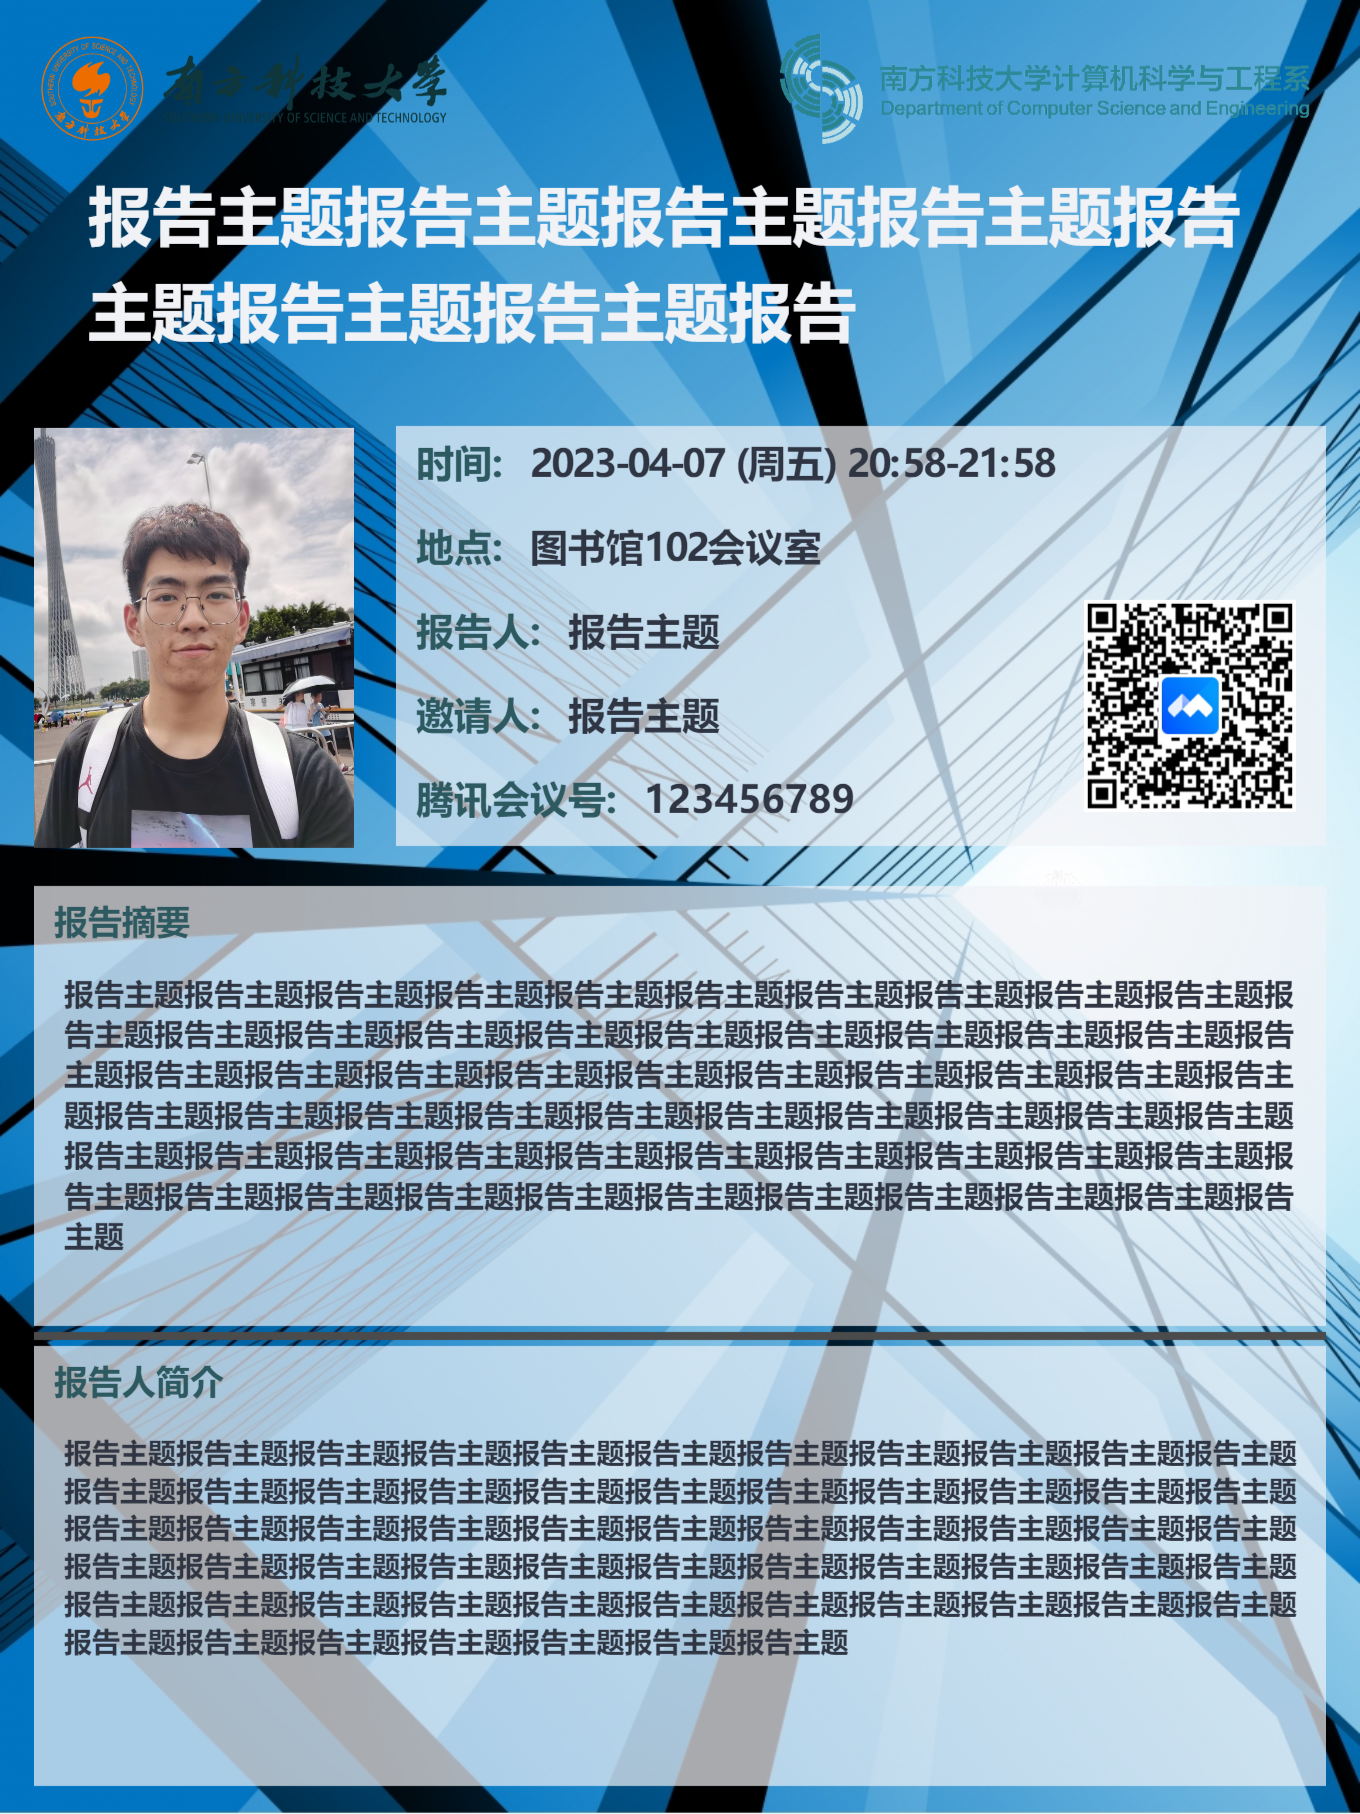 南方科技大学
UNIVERSITY OF SCIENCE AND TECHNOLOGY
南方科技大学计算机科学与工程系
Department of Computer Science and Engineering
报告主题报告主题报告主题报告主题报告
主题报告主题报告主题报告
时间: 2023-04-07 (周五) 20:58-21:58
地点: 图书馆102会议室
报告人: 报告主题
邀请人: 报告主题
腾讯会议号: 123456789
报告摘要
报告主题报告主题报告主题报告主题报告主题报告主题报告主题报告主题报告主题报告主题报
告主题报告主题报告主题报告主题报告主题报告主题报告主题报告主题报告主题报告主题报告
主题报告主题报告主题报告主题报告主题报告主题报告主题报告主题报告主题报告主题报告主
题报告主题报告主题报告主题报告主题报告主题报告主题报告主题报告主题报告主题报告主题
报告主题报告主题报告主题报告主题报告主题报告主题报告主题报告主题报告主题报告主题报
告主题报告主题报告主题报告主题报告主题报告主题报告主题报告主题报告主题报告主题报告
主题
报告人简介
报告主题报告主题报告主题报告主题报告主题报告主题报告主题报告主题报告主题报告主题报告主题
报告主题报告主题报告主题报告主题报告主题报告主题报告主题报告主题报告主题报告主题报告主题
报告主题报告主题报告主题报告主题报告主题报告主题报告主题报告主题报告主题报告主题报告主题
报告主题报告主题报告主题报告主题报告主题报告主题报告主题报告主题报告主题报告主题报告主题
报告主题报告主题报告主题报告主题报告主题报告主题报告主题报告主题报告主题报告主题报告主题
报告主题报告主题报告主题报告主题报告主题报告主题报告主题